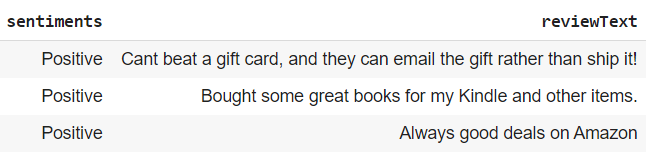 sentiments reviewText
Positive Cant beat a gift card, and they can email the gift rather than ship it!
Positive Bought some great books for my Kindle and other items.
Positive Always good deals on Amazon